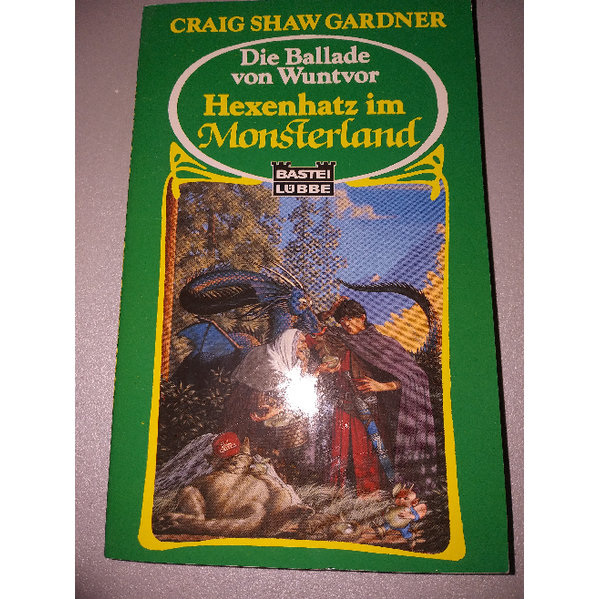 CRAIG SHAW GARDNER
Die Ballade
von Wuntvor
Hexenhatz im
Monsterland
BASTEI
LÜBBE